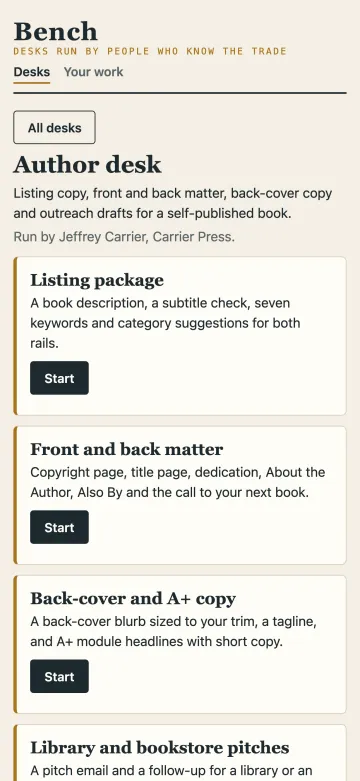 Bench
DESKS RUN BY PEOPLE WHO KNOW THE TRADE
Desks Your work
All desks
Author desk
Listing copy, front and back matter, back-cover copy
and outreach drafts for a self-published book.
Run by Jeffrey Carrier, Carrier Press.
Listing package
A book description, a subtitle check, seven
keywords and category suggestions for both
rails.
Start
Front and back matter
Copyright page, title page, dedication, About the
Author, Also By and the call to your next book.
Start
Back-cover and A+ copy
A back-cover blurb sized to your trim, a tagline,
and A+ module headlines with short copy.
Start
Library and bookstore pitches
A pitch email and a follow-up for a library or an